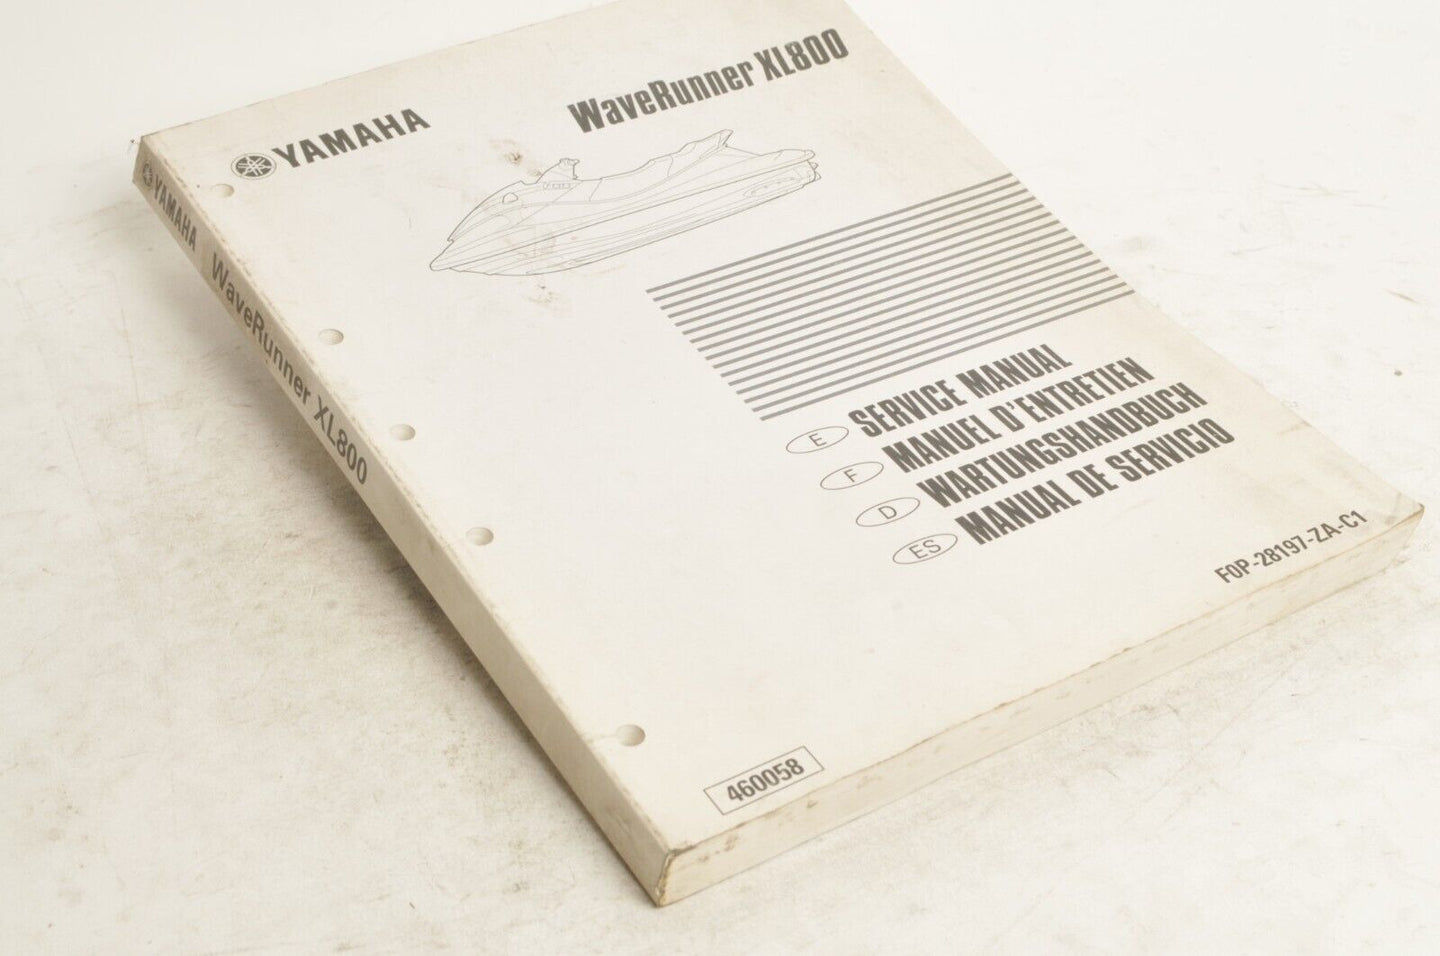 YAMAHA
WaveRunner XL800
E SERVICE MANUAL
F MANUEL D'ENTRETIEN
D WARTUNGSHANDBUCH
ES MANUAL DE SERVICIO
F0P-28197-ZA-C1
460058
YAMAHA WaveRunner XL800